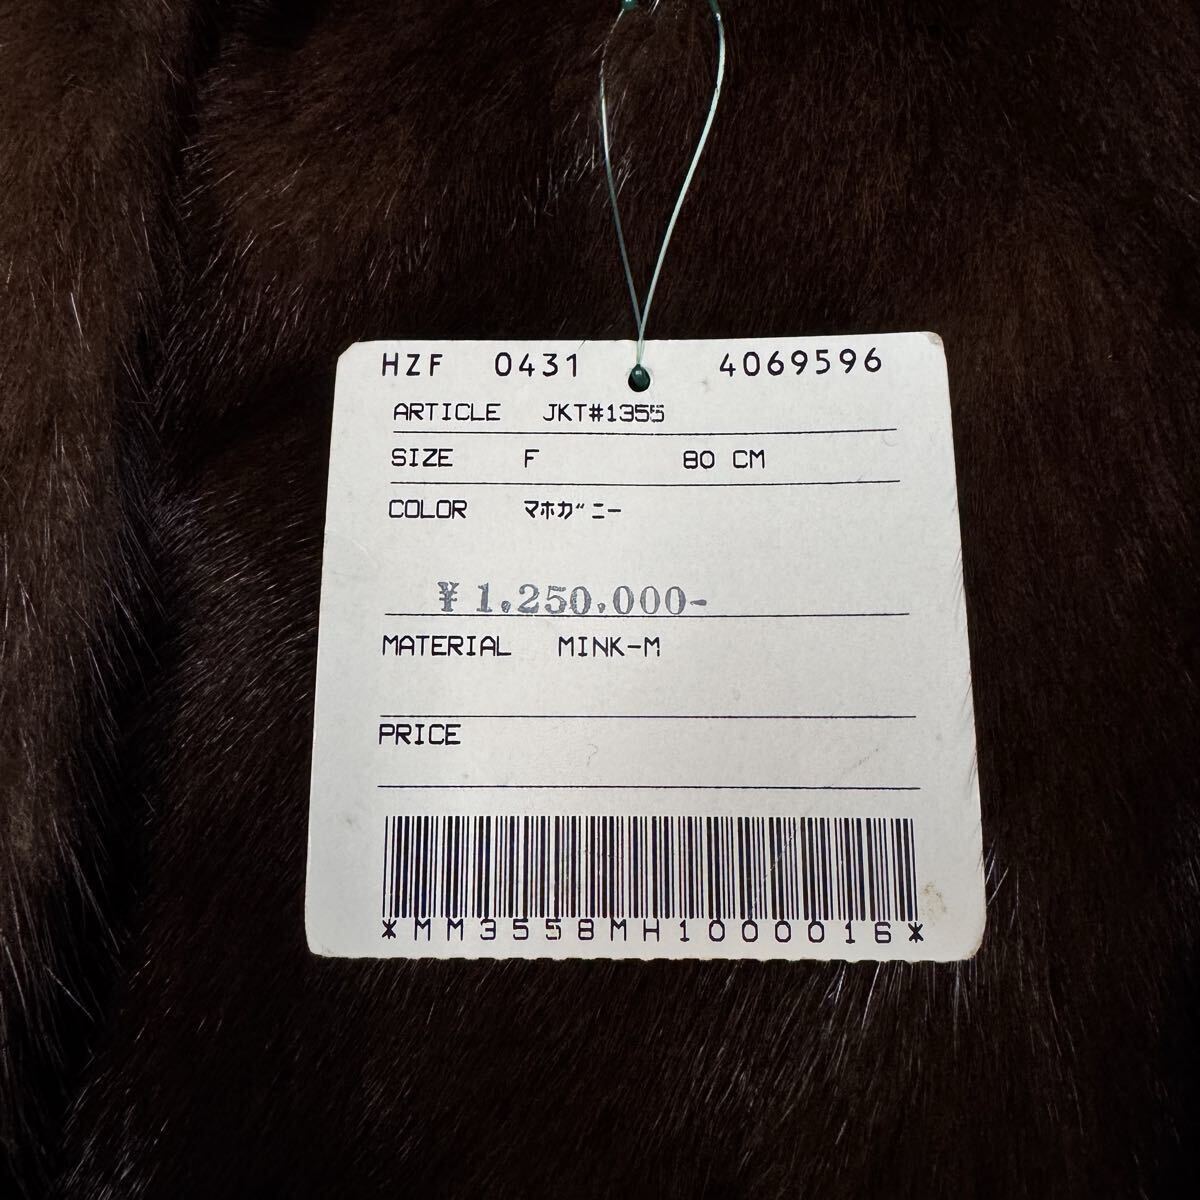 HZF 0431 4069596
ARTICLE JKT#1355
SIZE F 80 CM
COLOR ﾏﾎｶﾞﾆｰ
¥1,250,000-
MATERIAL MINK-M
PRICE
*MM3558MH1000016*